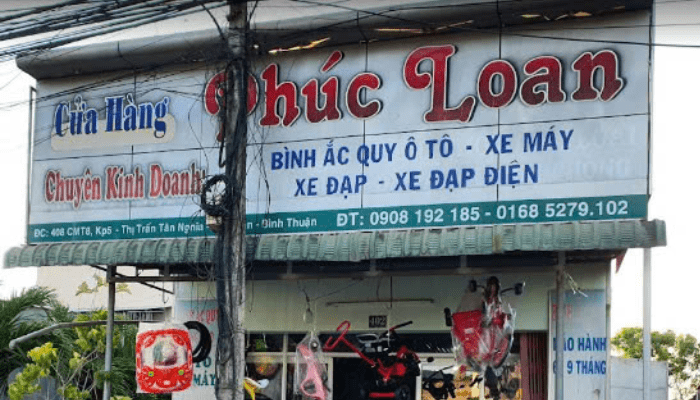 Cửa Hàng
Phúc Loan
Chuyên Kinh Doanh
BÌNH ẮC QUY Ô TÔ - XE MÁY
XE ĐẠP - XE ĐẠP ĐIỆN
ĐC: 408 CMT8, Kp5 - Thị Trấn Tân Nghĩa - Bình Thuận ĐT: 0908 192 185 - 0168 5279.102
HÀNH
9 THÁNG
MÁY